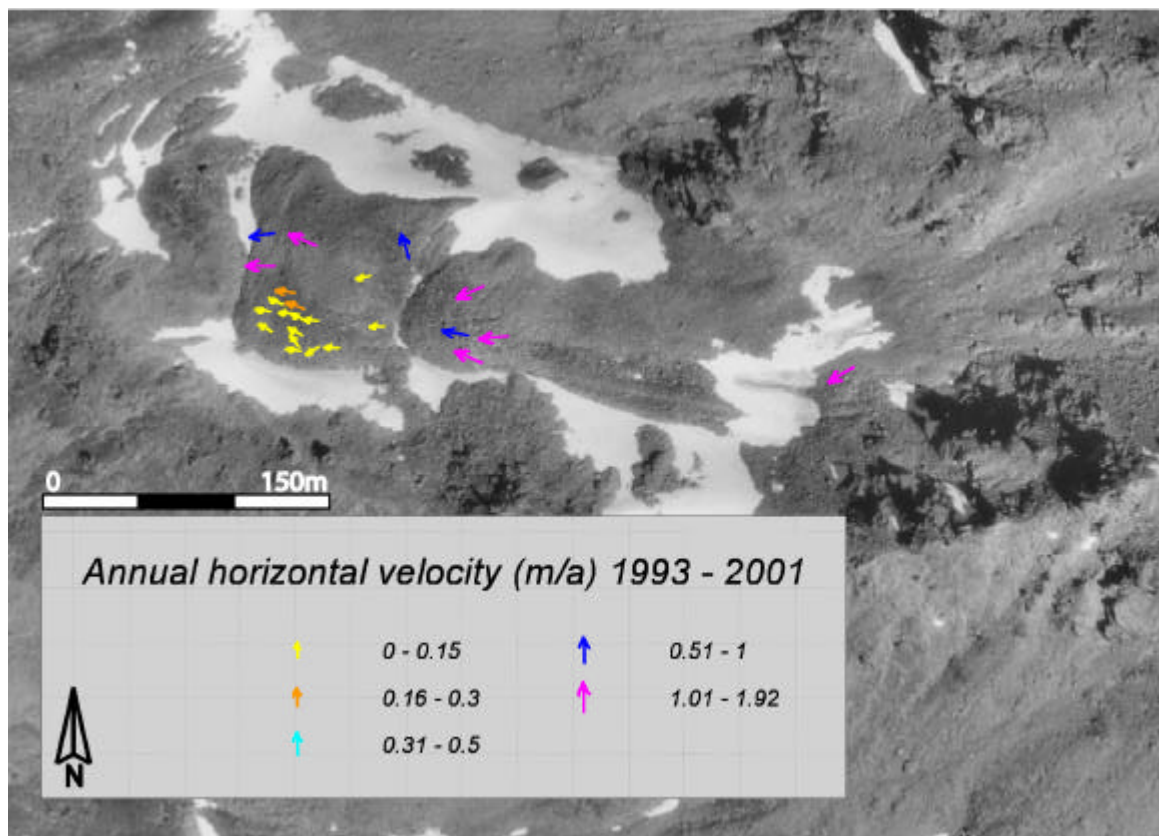 0 150m
Annual horizontal velocity (m/a) 1993 - 2001
0 - 0.15 0.51 - 1
0.16 - 0.3 1.01 - 1.92
0.31 - 0.5
N